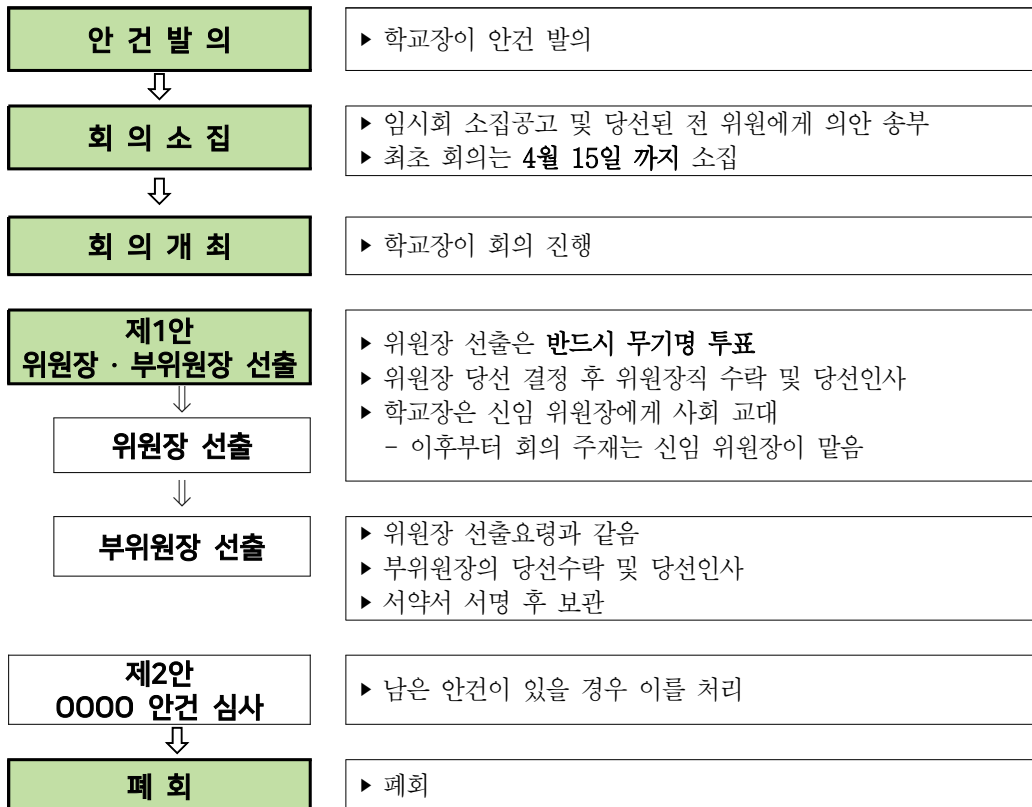 안 건 발 의
▶ 학교장이 안건 발의
회 의 소 집
▶ 임시회 소집공고 및 당선된 전 위원에게 의안 송부
▶ 최초 회의는 4월 15일 까지 소집
회 의 개 최
▶ 학교장이 회의 진행
제1안
위원장 · 부위원장 선출
위원장 선출
▶ 위원장 선출은 반드시 무기명 투표
▶ 위원장 당선 결정 후 위원장직 수락 및 당선인사
▶ 학교장은 신임 위원장에게 사회 교대
- 이후부터 회의 주재는 신임 위원장이 맡음
부위원장 선출
▶ 위원장 선출요령과 같음
▶ 부위원장의 당선수락 및 당선인사
▶ 서약서 서명 후 보관
제2안
OOOO 안건 심사
▶ 남은 안건이 있을 경우 이를 처리
폐 회
▶ 폐회